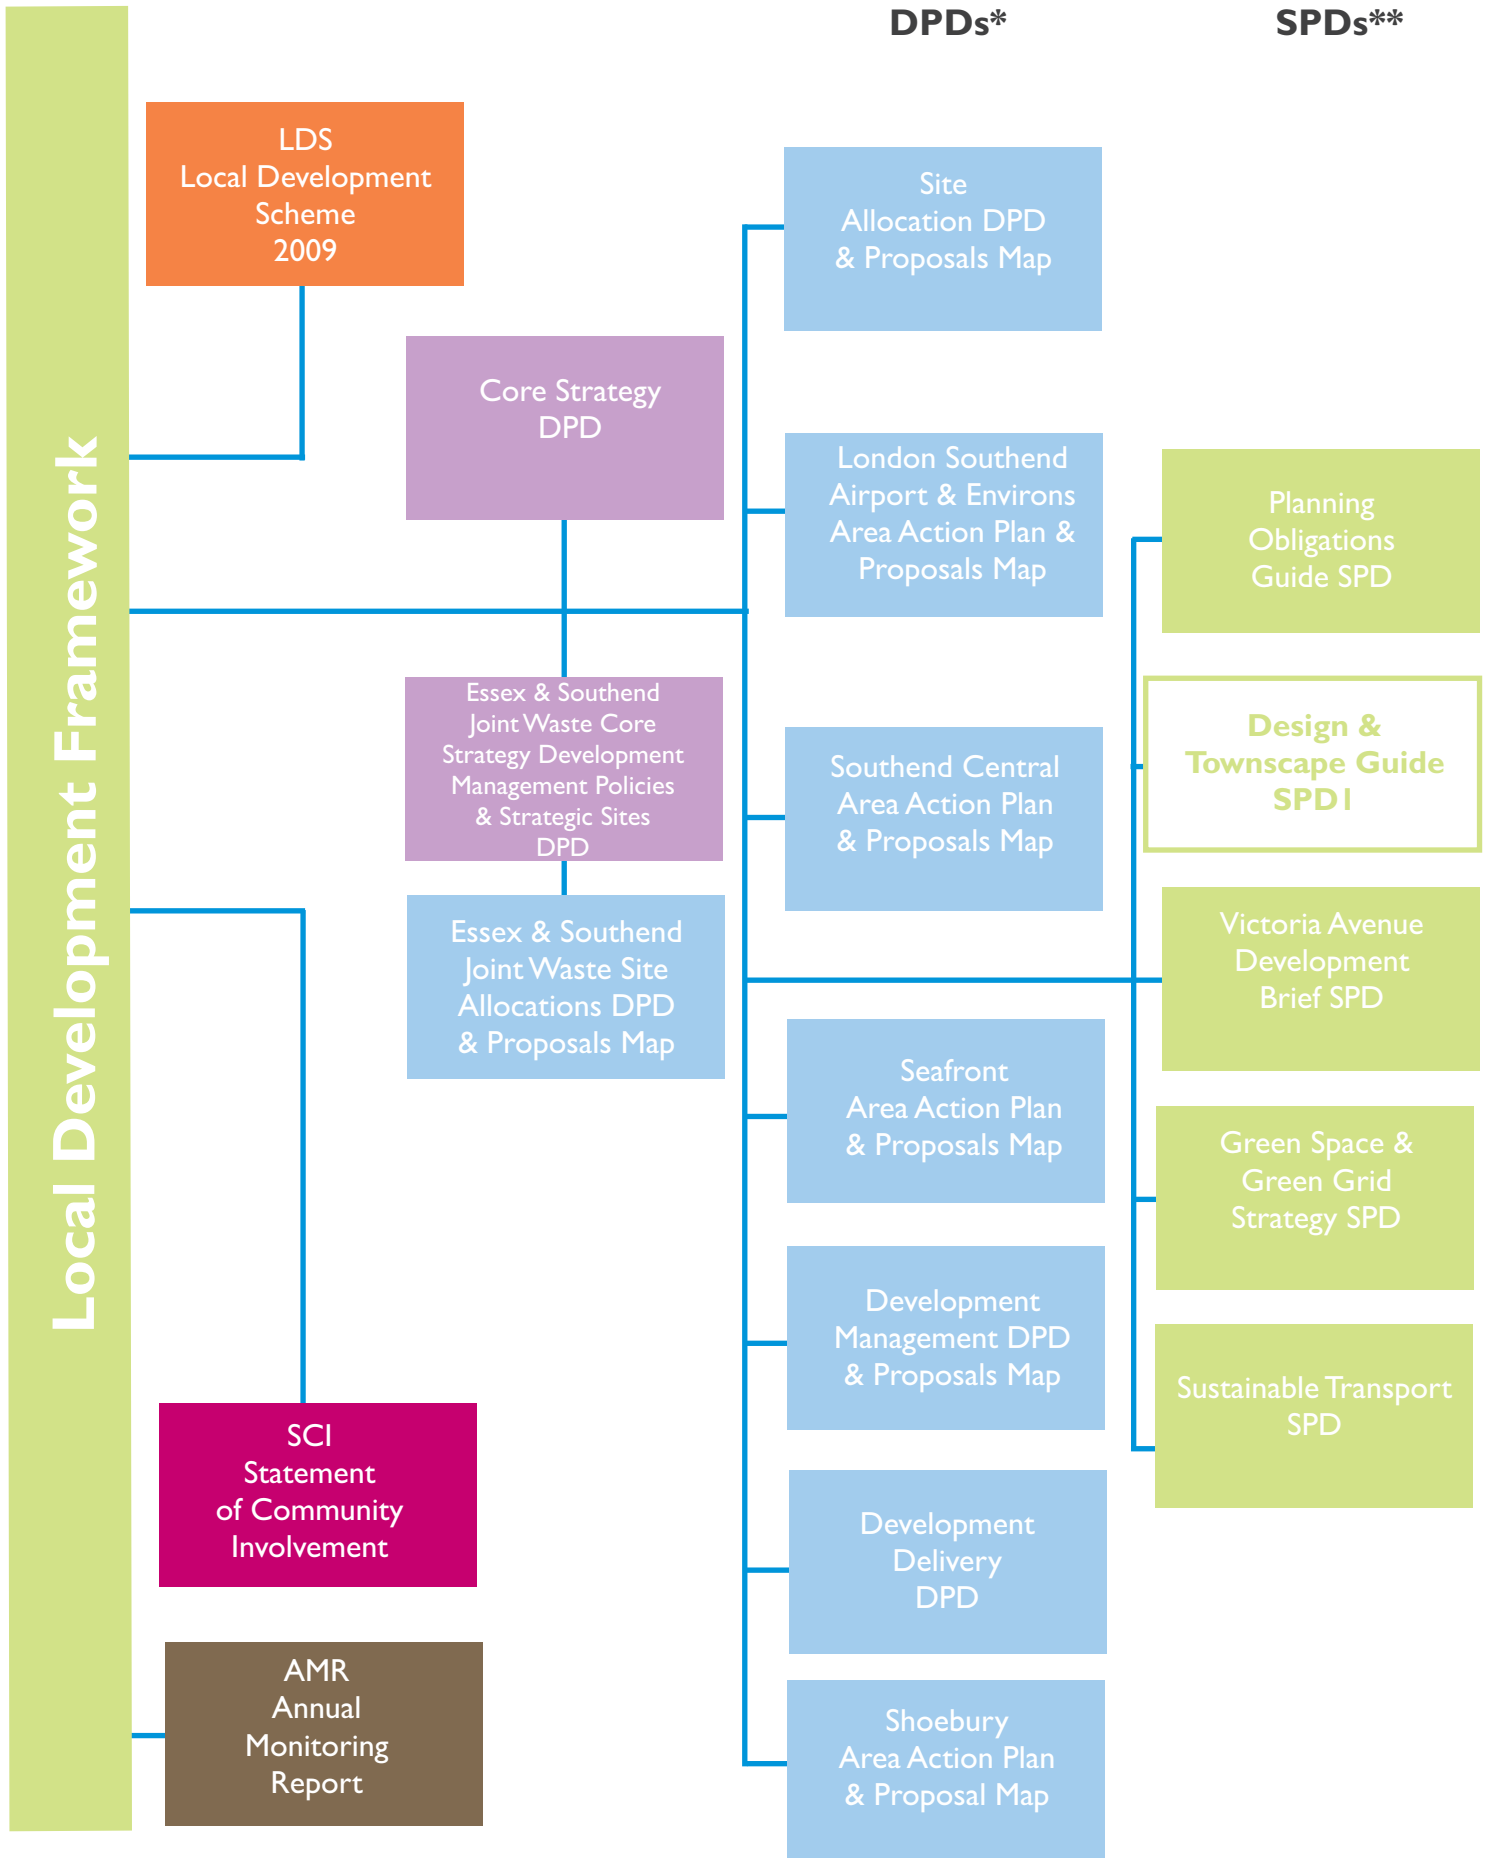 DPDs*
SPDs**
Local Development Framework
LDS
Local Development
Scheme
2009
Core Strategy
DPD
Essex & Southend
Joint Waste Core
Strategy Development
Management Policies
& Strategic Sites
DPD
Essex & Southend
Joint Waste Site
Allocations DPD
& Proposals Map
SCI
Statement
of Community
Involvement
AMR
Annual
Monitoring
Report
Site
Allocation DPD
& Proposals Map
London Southend
Airport & Environs
Area Action Plan &
Proposals Map
Southend Central
Area Action Plan
& Proposals Map
Seafront
Area Action Plan
& Proposals Map
Development
Management DPD
& Proposals Map
Development
Delivery
DPD
Shoebury
Area Action Plan
& Proposal Map
Planning
Obligations
Guide SPD
Design &
Townscape Guide
SPD1
Victoria Avenue
Development
Brief SPD
Green Space &
Green Grid
Strategy SPD
Sustainable Transport
SPD